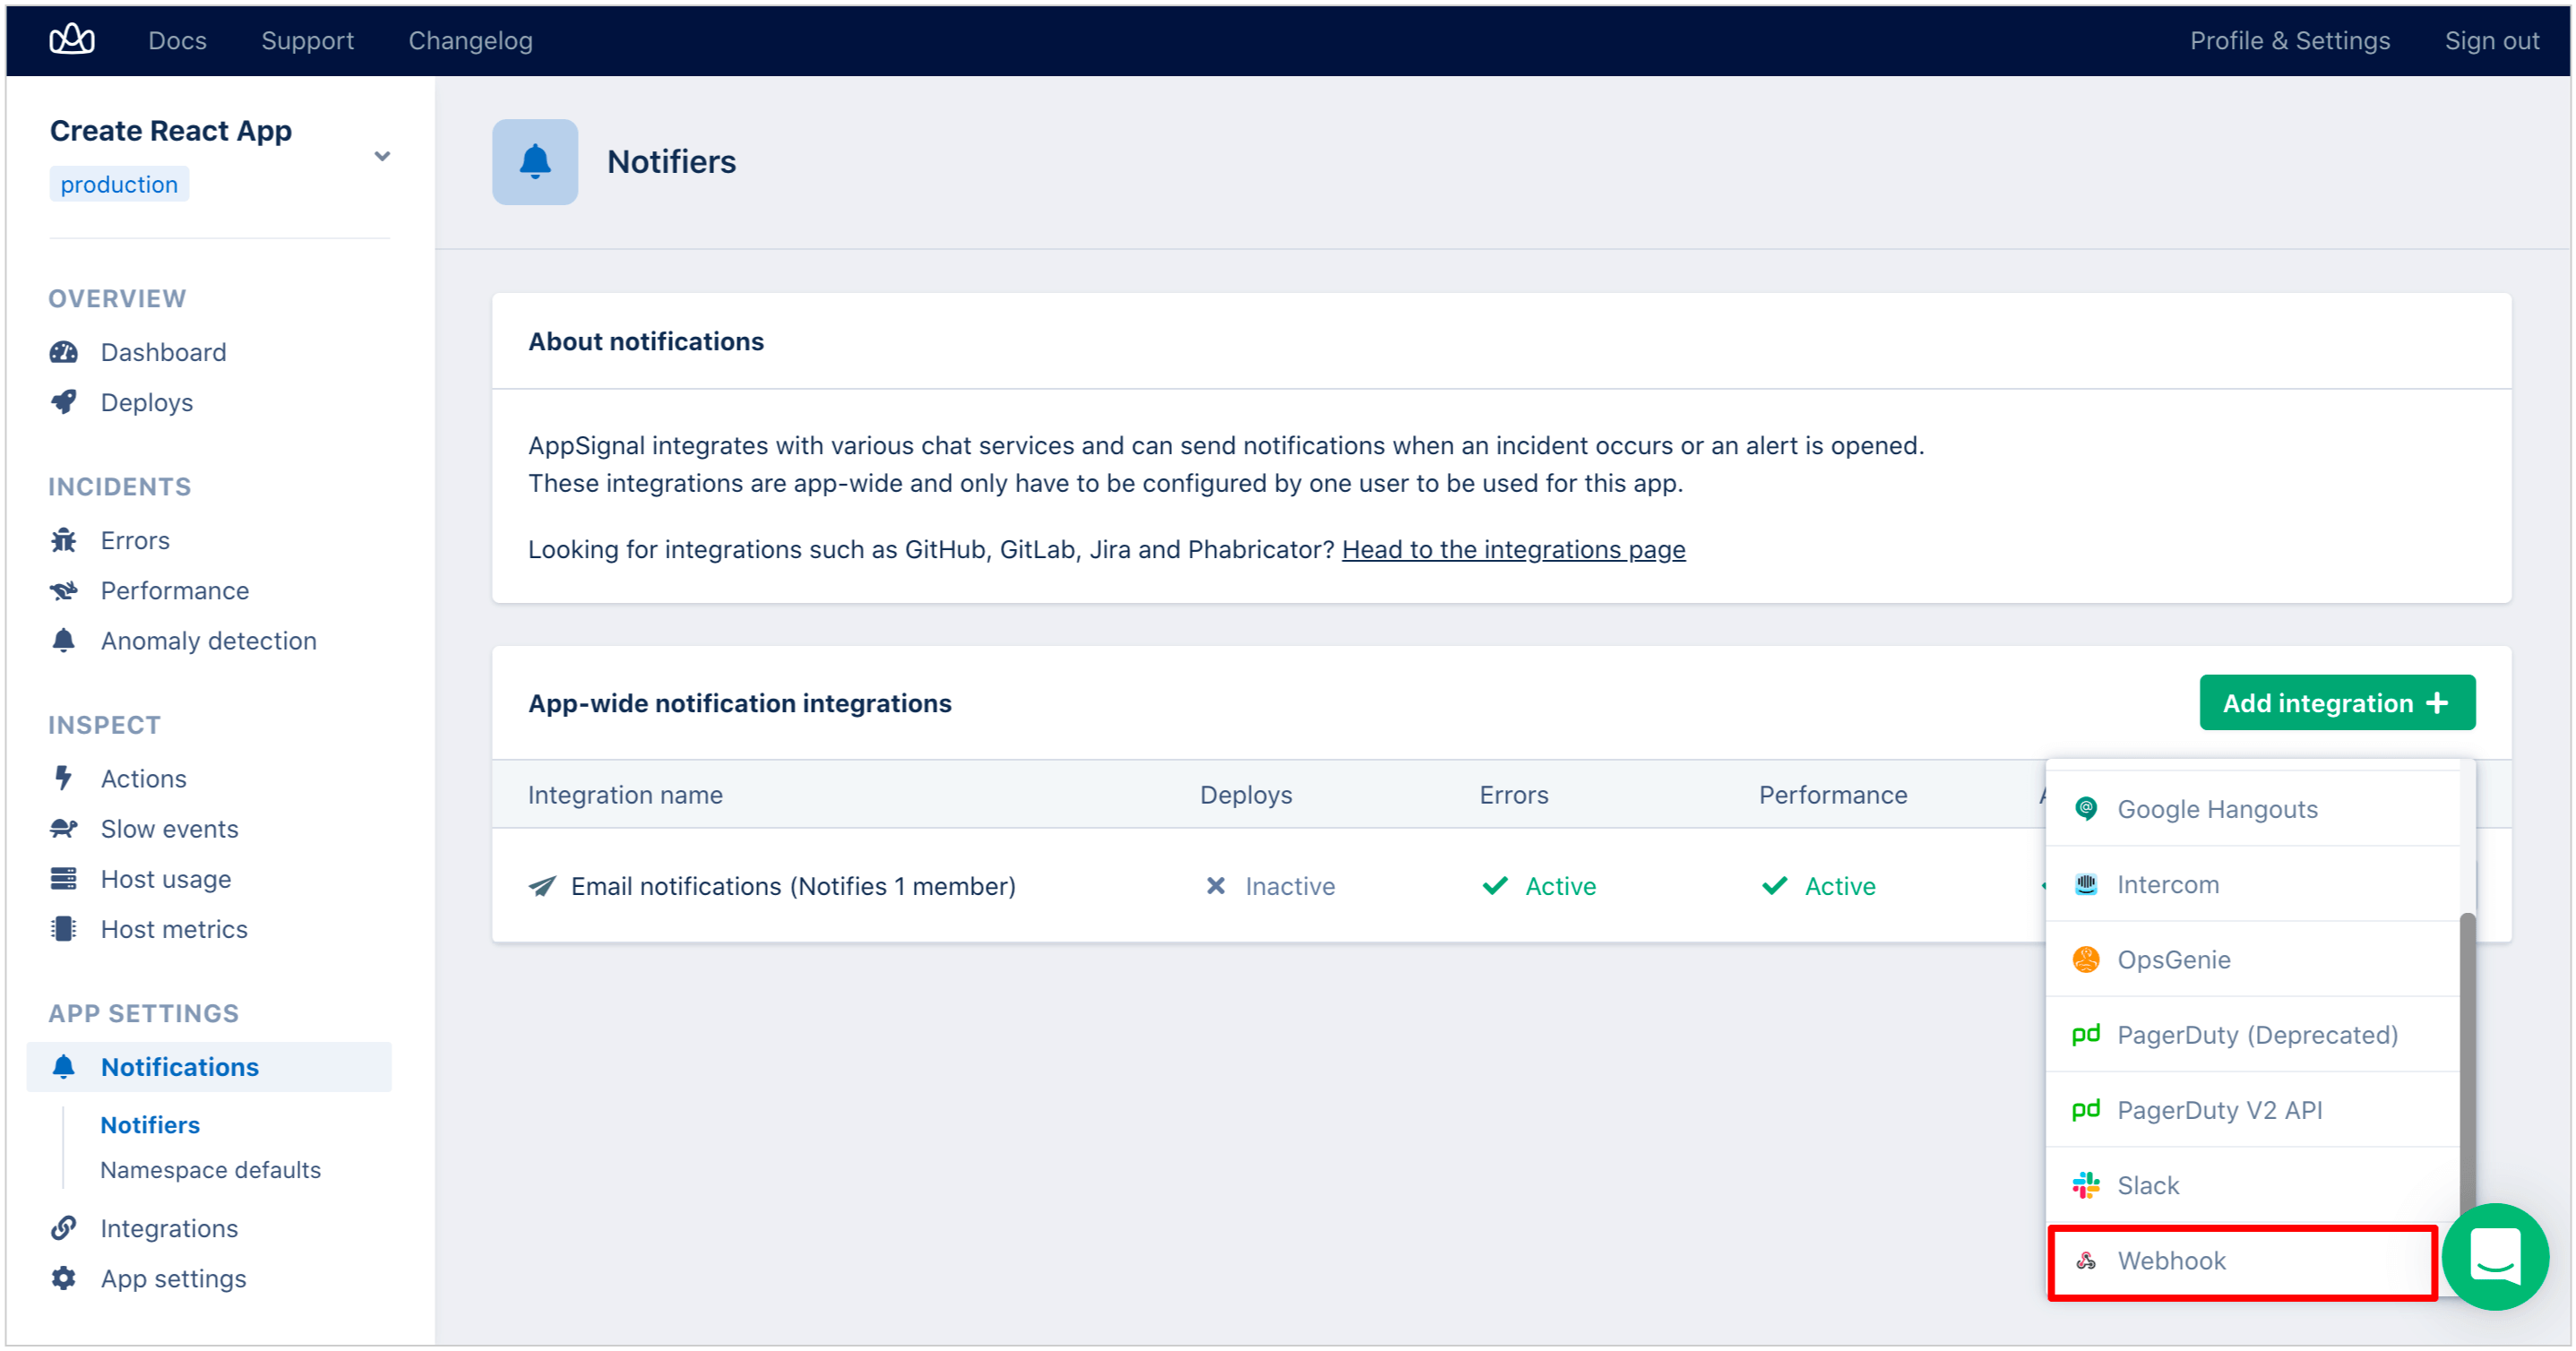 Docs Support Changelog Profile & Settings Sign out
Create React App
production
OVERVIEW
Dashboard
Deploys
INCIDENTS
Errors
Performance
Anomaly detection
INSPECT
Actions
Slow events
Host usage
Host metrics
APP SETTINGS
Notifications
Notifiers
Namespace defaults
Integrations
App settings
Notifiers
About notifications
AppSignal integrates with various chat services and can send notifications when an incident occurs or an alert is opened.
These integrations are app-wide and only have to be configured by one user to be used for this app.
Looking for integrations such as GitHub, GitLab, Jira and Phabricator? Head to the integrations page
App-wide notification integrations
Add integration
Integration name Deploys Errors Performance
Email notifications (Notifies 1 member) Inactive Active Active
Google Hangouts
Intercom
OpsGenie
pd PagerDuty (Deprecated)
pd PagerDuty V2 API
Slack
Webhook